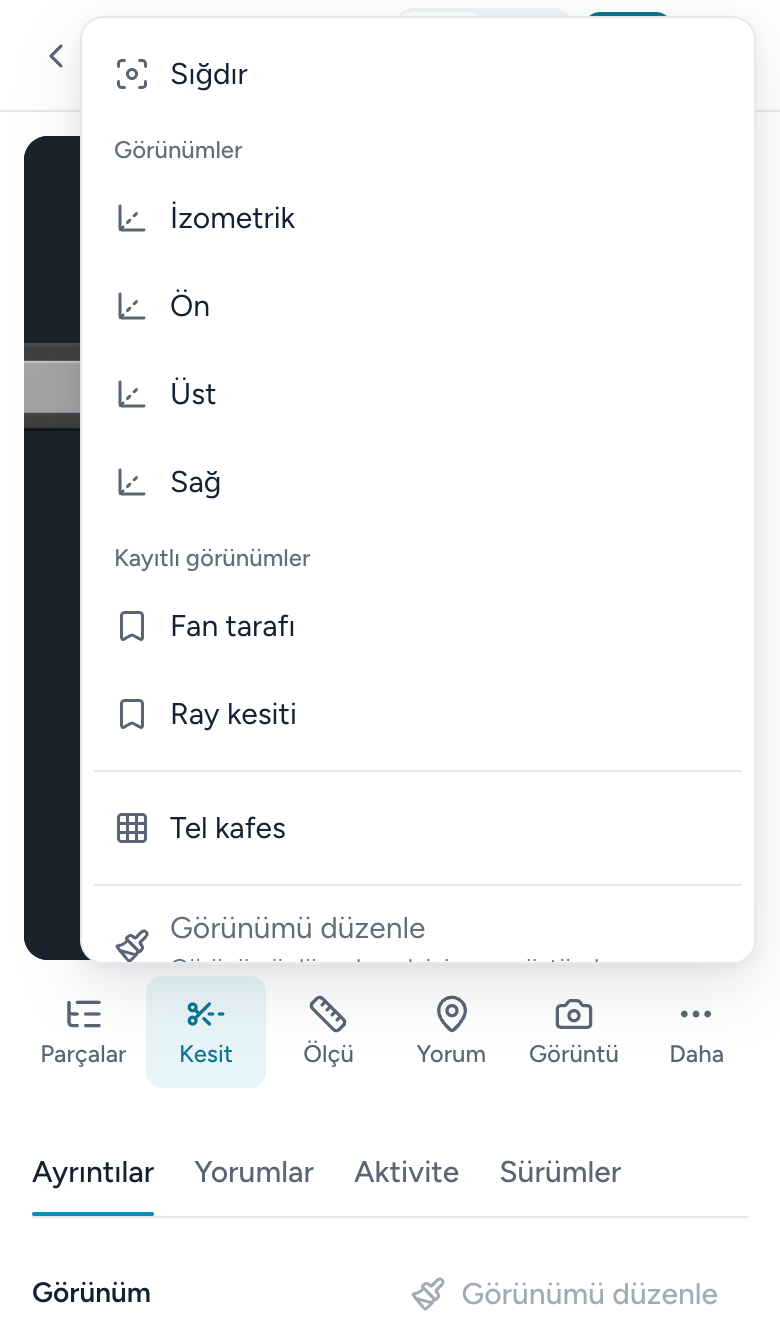 Sığdır
Görünümler
İzometrik
Ön
Üst
Sağ
Kayıtlı görünümler
Fan tarafı
Ray kesiti
Tel kafes
Görünümü düzenle
Parçalar
Kesit
Ölçü
Yorum
Görüntü
Daha
Ayrıntılar
Yorumlar
Aktivite
Sürümler
Görünüm
Görünümü düzenle